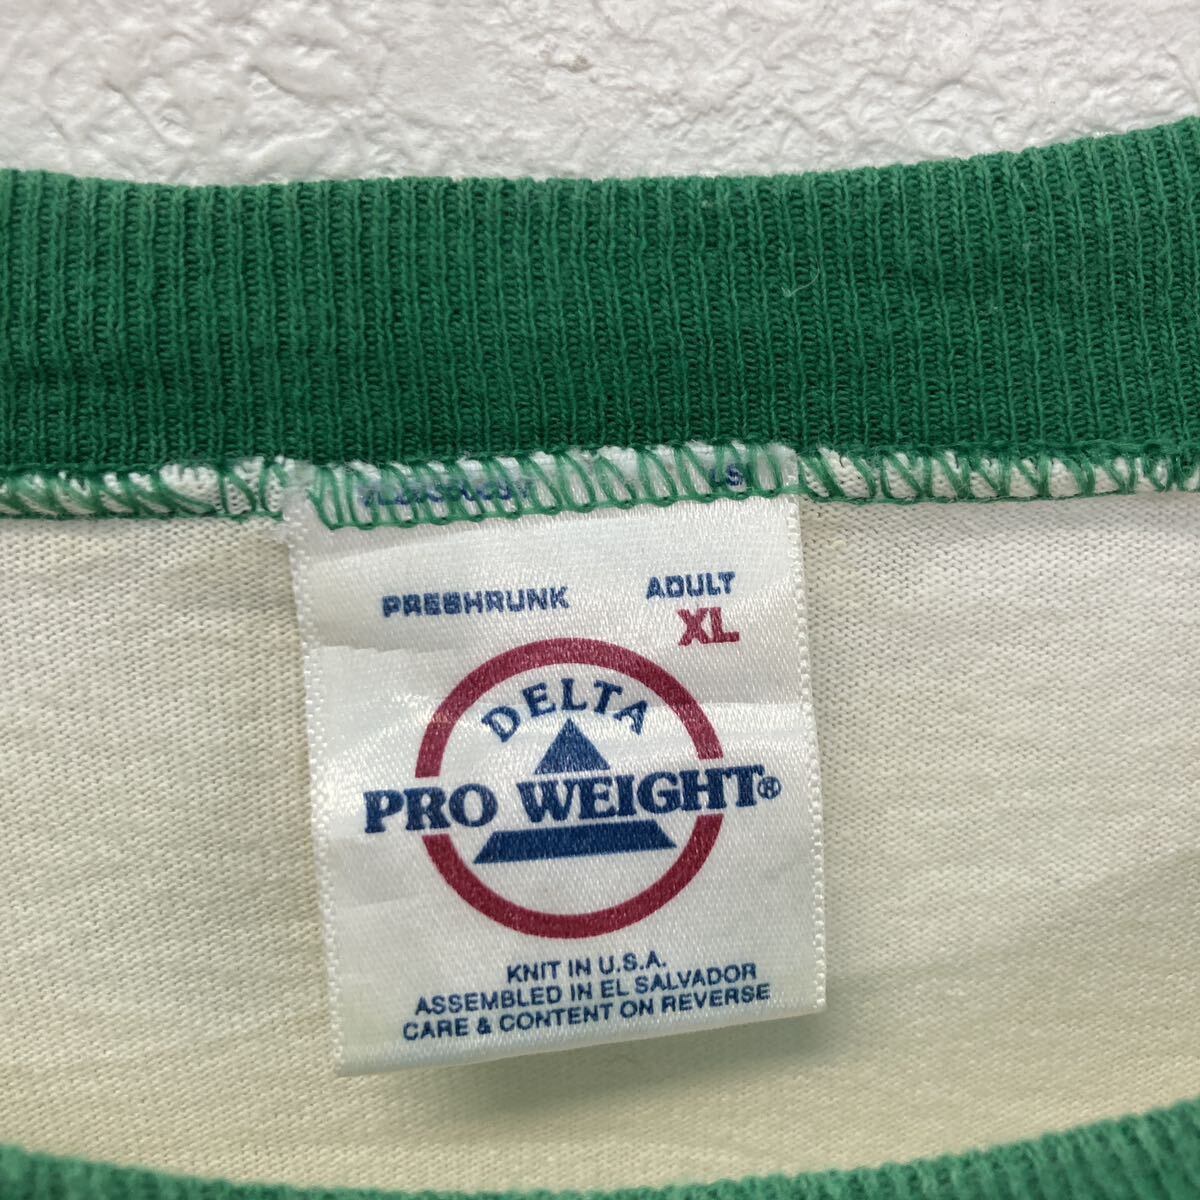 PRESHRUNK
ADULT
XL
DELTA
PRO WEIGHT®
KNIT IN U.S.A.
ASSEMBLED IN EL SALVADOR
CARE & CONTENT ON REVERSE